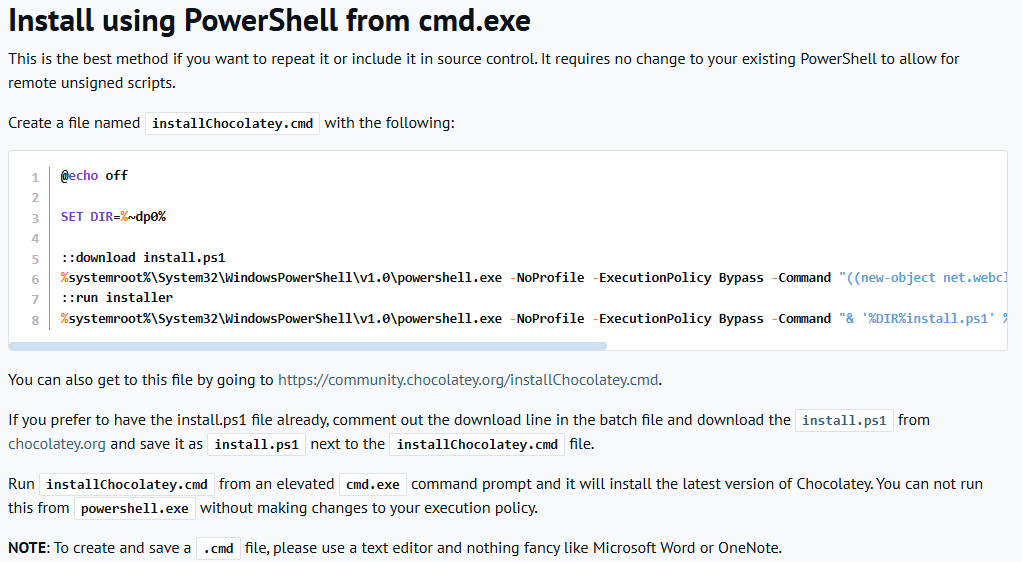 Install using PowerShell from cmd.exe
This is the best method if you want to repeat it or include it in source control. It requires no change to your existing PowerShell to allow for
remote unsigned scripts.
Create a file named installChocolatey.cmd with the following:
1 @echo off
2
3 SET DIR=%~dp0%
4
5 ::download install.ps1
6 %systemroot%\System32\WindowsPowerShell\v1.0\powershell.exe -NoProfile -ExecutionPolicy Bypass -Command "((new-object net.webcl
7 ::run installer
8 %systemroot%\System32\WindowsPowerShell\v1.0\powershell.exe -NoProfile -ExecutionPolicy Bypass -Command "& '%DIR%install.ps1' %
You can also get to this file by going to https://community.chocolatey.org/installChocolatey.cmd.
If you prefer to have the install.ps1 file already, comment out the download line in the batch file and download the install.ps1 from
chocolatey.org and save it as install.ps1 next to the installChocolatey.cmd file.
Run installChocolatey.cmd from an elevated cmd.exe command prompt and it will install the latest version of Chocolatey. You can not run
this from powershell.exe without making changes to your execution policy.
NOTE: To create and save a .cmd file, please use a text editor and nothing fancy like Microsoft Word or OneNote.